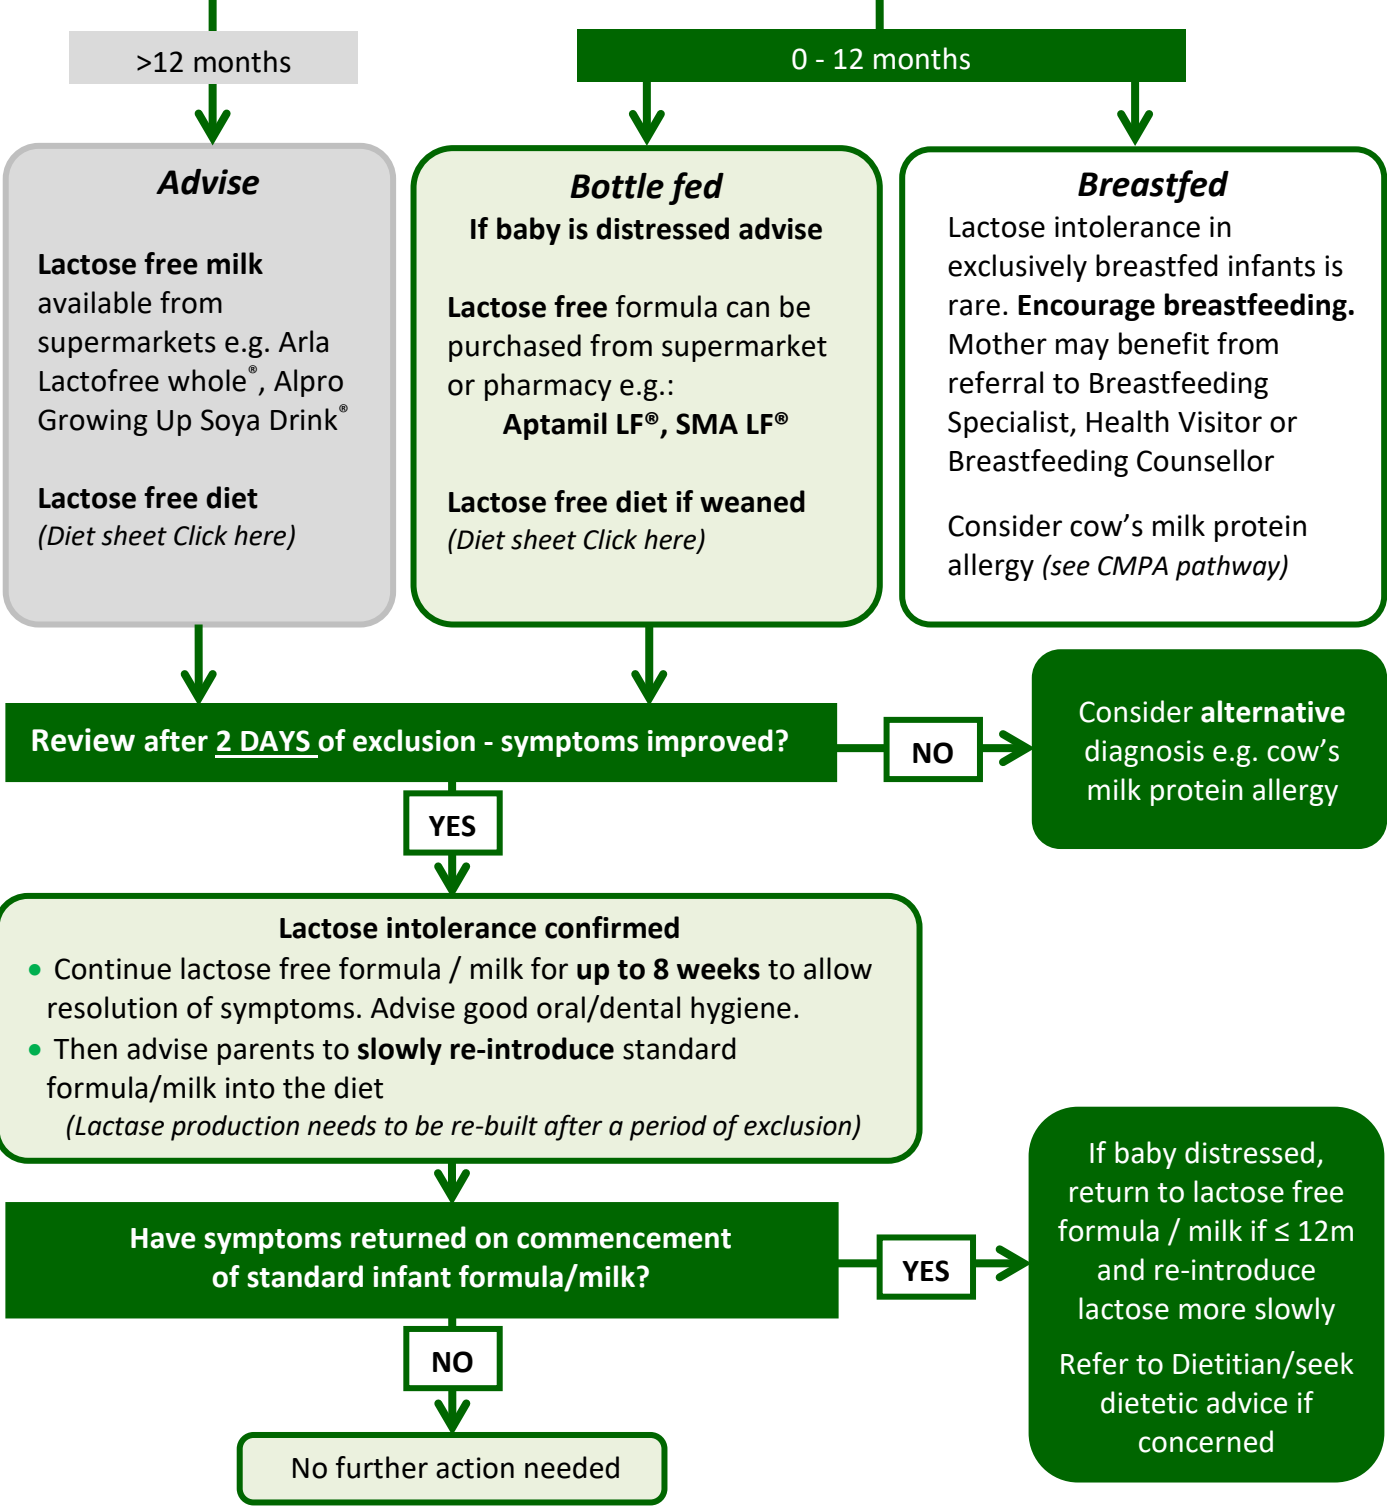 >12 months
0 - 12 months
Advise
Lactose free milk
available from
supermarkets e.g. Arla
Lactofree whole®, Alpro
Growing Up Soya Drink®
Lactose free diet
(Diet sheet Click here)
Bottle fed
If baby is distressed advise
Lactose free formula can be
purchased from supermarket
or pharmacy e.g.:
Aptamil LF®, SMA LF®
Lactose free diet if weaned
(Diet sheet Click here)
Breastfed
Lactose intolerance in
exclusively breastfed infants is
rare. Encourage breastfeeding.
Mother may benefit from
referral to Breastfeeding
Specialist, Health Visitor or
Breastfeeding Counsellor
Consider cow’s milk protein
allergy (see CMPA pathway)
Review after 2 DAYS of exclusion - symptoms improved?
NO
Consider alternative
diagnosis e.g. cow’s
milk protein allergy
YES
Lactose intolerance confirmed
• Continue lactose free formula / milk for up to 8 weeks to allow
resolution of symptoms. Advise good oral/dental hygiene.
• Then advise parents to slowly re-introduce standard
formula/milk into the diet
(Lactase production needs to be re-built after a period of exclusion)
Have symptoms returned on commencement
of standard infant formula/milk?
YES
If baby distressed,
return to lactose free
formula / milk if ≤ 12m
and re-introduce
lactose more slowly
Refer to Dietitian/seek
dietetic advice if
concerned
NO
No further action needed